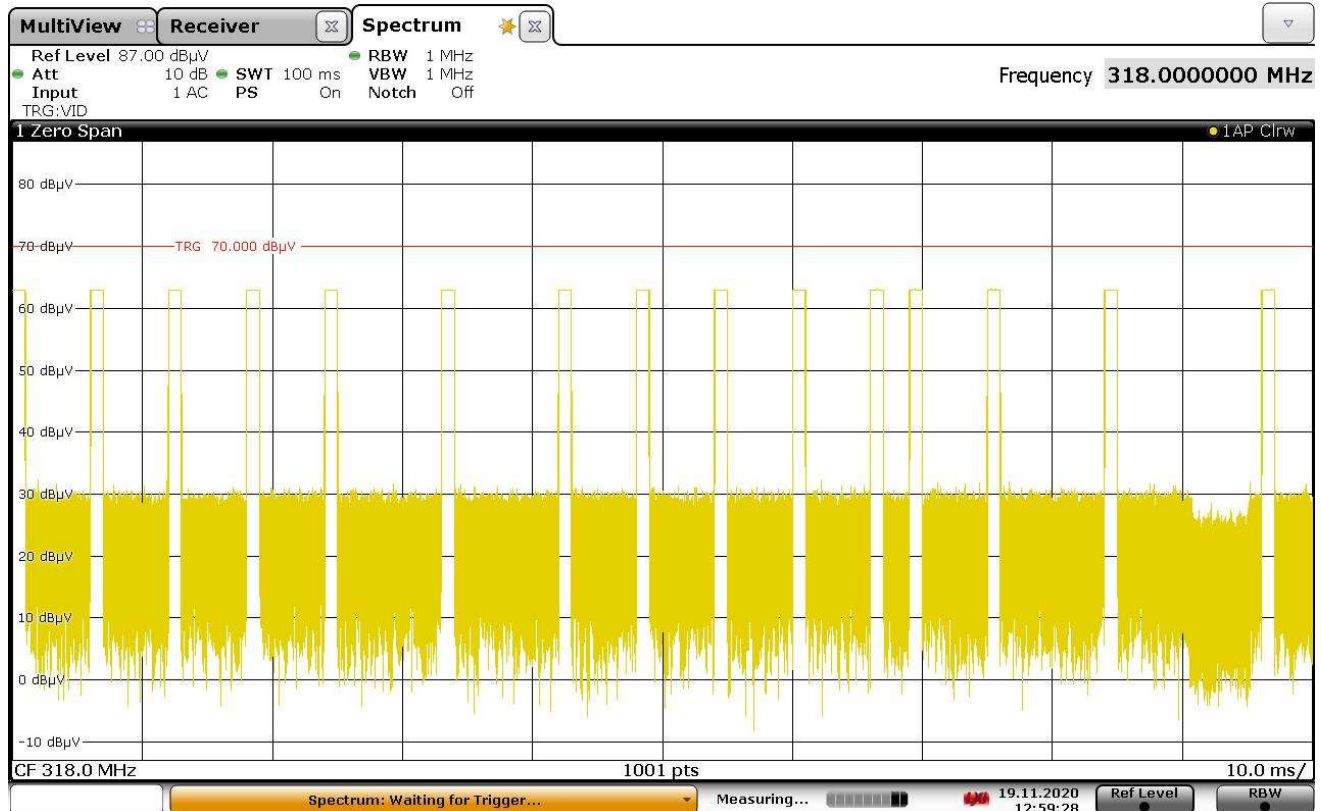 MultiView Receiver Spectrum
Ref Level 87.00 dBµV RBW 1 MHz
Att 10 dB SWT 100 ms VBW 1 MHz
Input 1 AC PS On Notch Off
TRG:VID
Frequency 318.0000000 MHz
1 Zero Span 1AP Clrw
80 dBµV
70 dBµV
TRG 70.000 dBµV
60 dBµV
50 dBµV
40 dBµV
30 dBµV
20 dBµV
10 dBµV
0 dBµV
-10 dBµV
CF 318.0 MHz 1001 pts 10.0 ms/
Spectrum: Waiting for Trigger... Measuring... 19.11.2020 Ref Level RBW
12:59:28